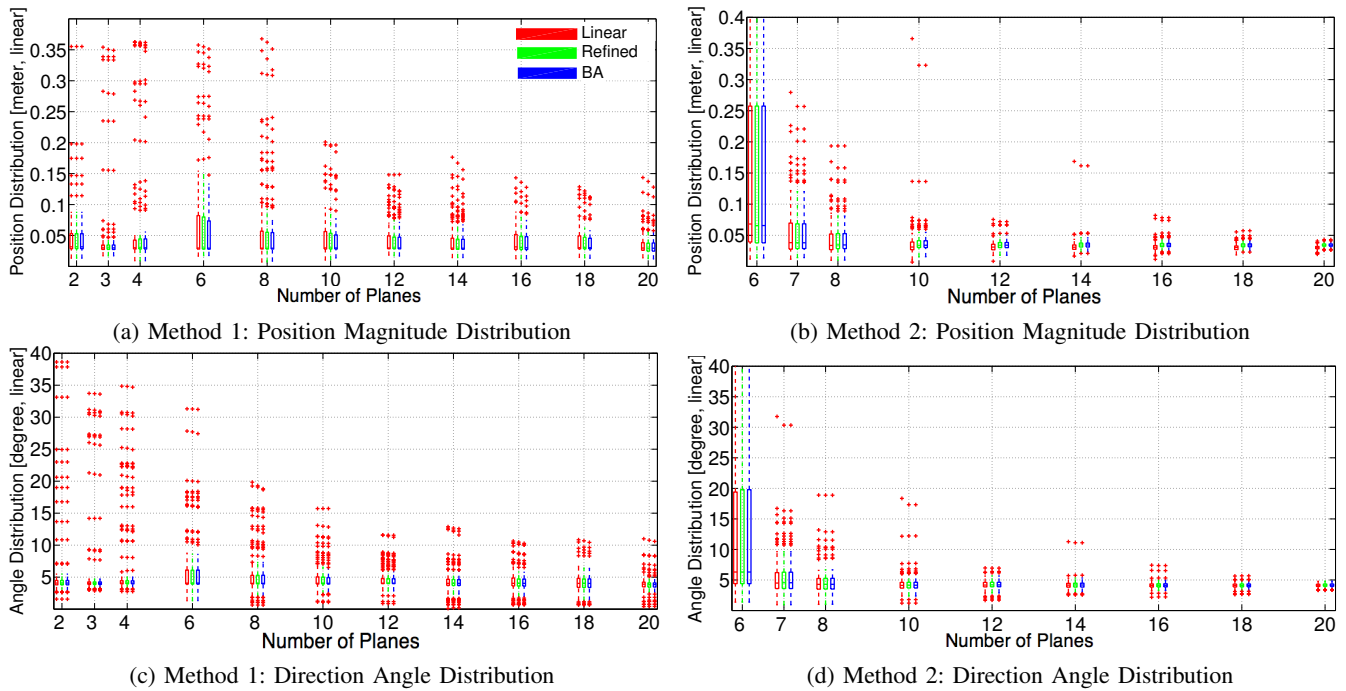 Position Distribution [meter, linear]
0.35
0.3
0.25
0.2
0.15
0.1
0.05
2 3 4 6 8 10 12 14 16 18 20
Number of Planes
Linear
Refined
BA
(a) Method 1: Position Magnitude Distribution
Position Distribution [meter, linear]
0.4
0.35
0.3
0.25
0.2
0.15
0.1
0.05
6 7 8 10 12 14 16 18 20
Number of Planes
(b) Method 2: Position Magnitude Distribution
Angle Distribution [degree, linear]
40
35
30
25
20
15
10
5
2 3 4 6 8 10 12 14 16 18 20
Number of Planes
(c) Method 1: Direction Angle Distribution
Angle Distribution [degree, linear]
40
35
30
25
20
15
10
5
6 7 8 10 12 14 16 18 20
Number of Planes
(d) Method 2: Direction Angle Distribution